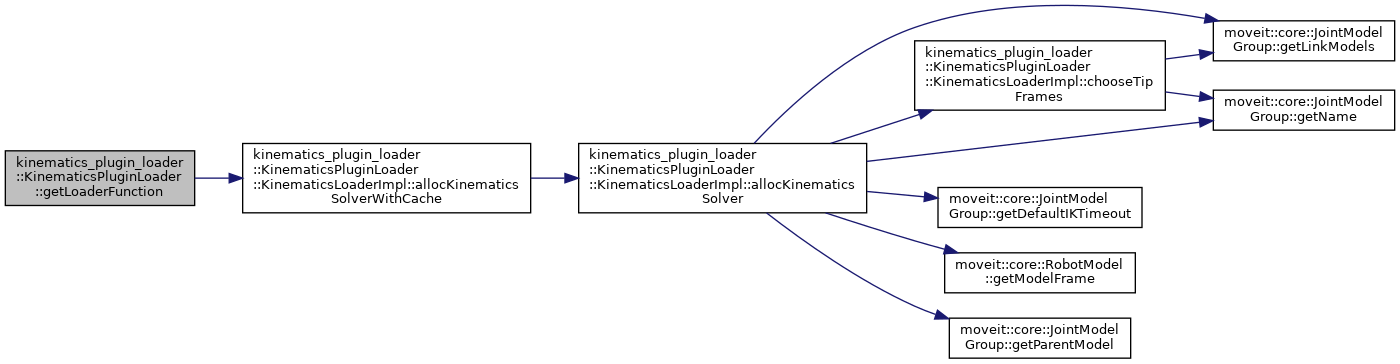 kinematics_plugin_loader
::KinematicsPluginLoader
::getLoaderFunction
kinematics_plugin_loader
::KinematicsPluginLoader
::KinematicsLoaderImpl::allocKinematics
SolverWithCache
kinematics_plugin_loader
::KinematicsPluginLoader
::KinematicsLoaderImpl::allocKinematics
Solver
kinematics_plugin_loader
::KinematicsPluginLoader
::KinematicsLoaderImpl::chooseTip
Frames
moveit::core::JointModel
Group::getLinkModels
moveit::core::JointModel
Group::getName
moveit::core::JointModel
Group::getDefaultIKTimeout
moveit::core::RobotModel
::getModelFrame
moveit::core::JointModel
Group::getParentModel